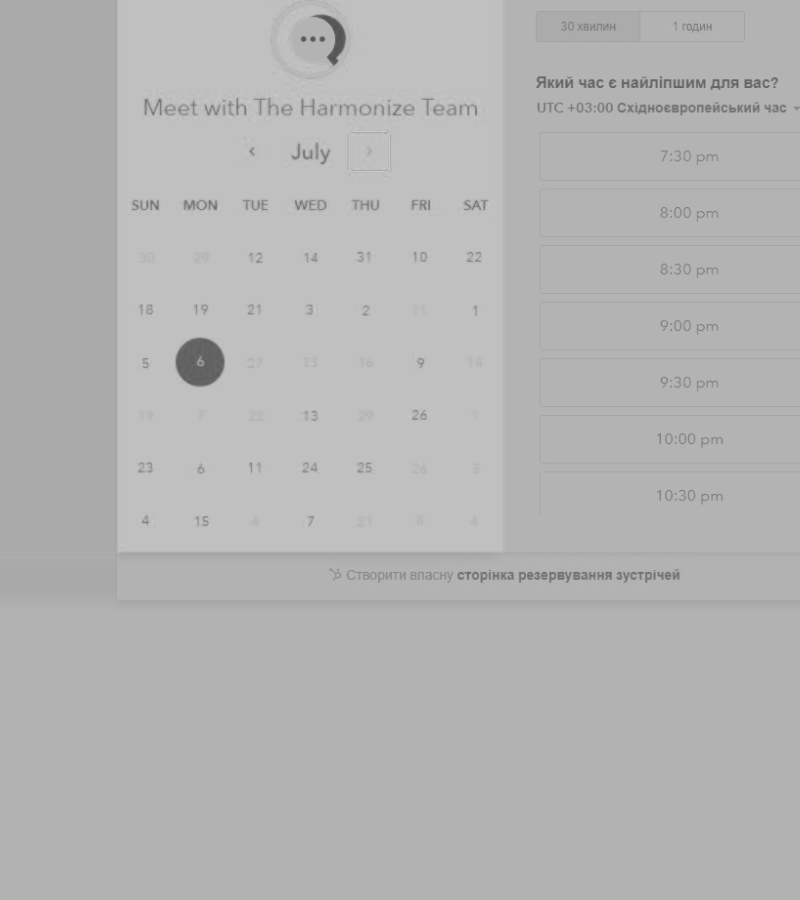 Meet with The Harmonize Team
July
SUN MON TUE WED THU FRI SAT
30 29 12 14 31 10 22
18 19 21 3 2 11 1
5 6 27 13 16 9 14
19 7 22 13 29 26 1
23 6 11 24 25 26 3
4 15 4 7 21 8 4
30 хвилин 1 годин
Який час є найліпшим для вас?
UTC +03:00 Східноєвропейський час
7:30 pm
8:00 pm
8:30 pm
9:00 pm
9:30 pm
10:00 pm
10:30 pm
Створити власну сторінка резервування зустрічей